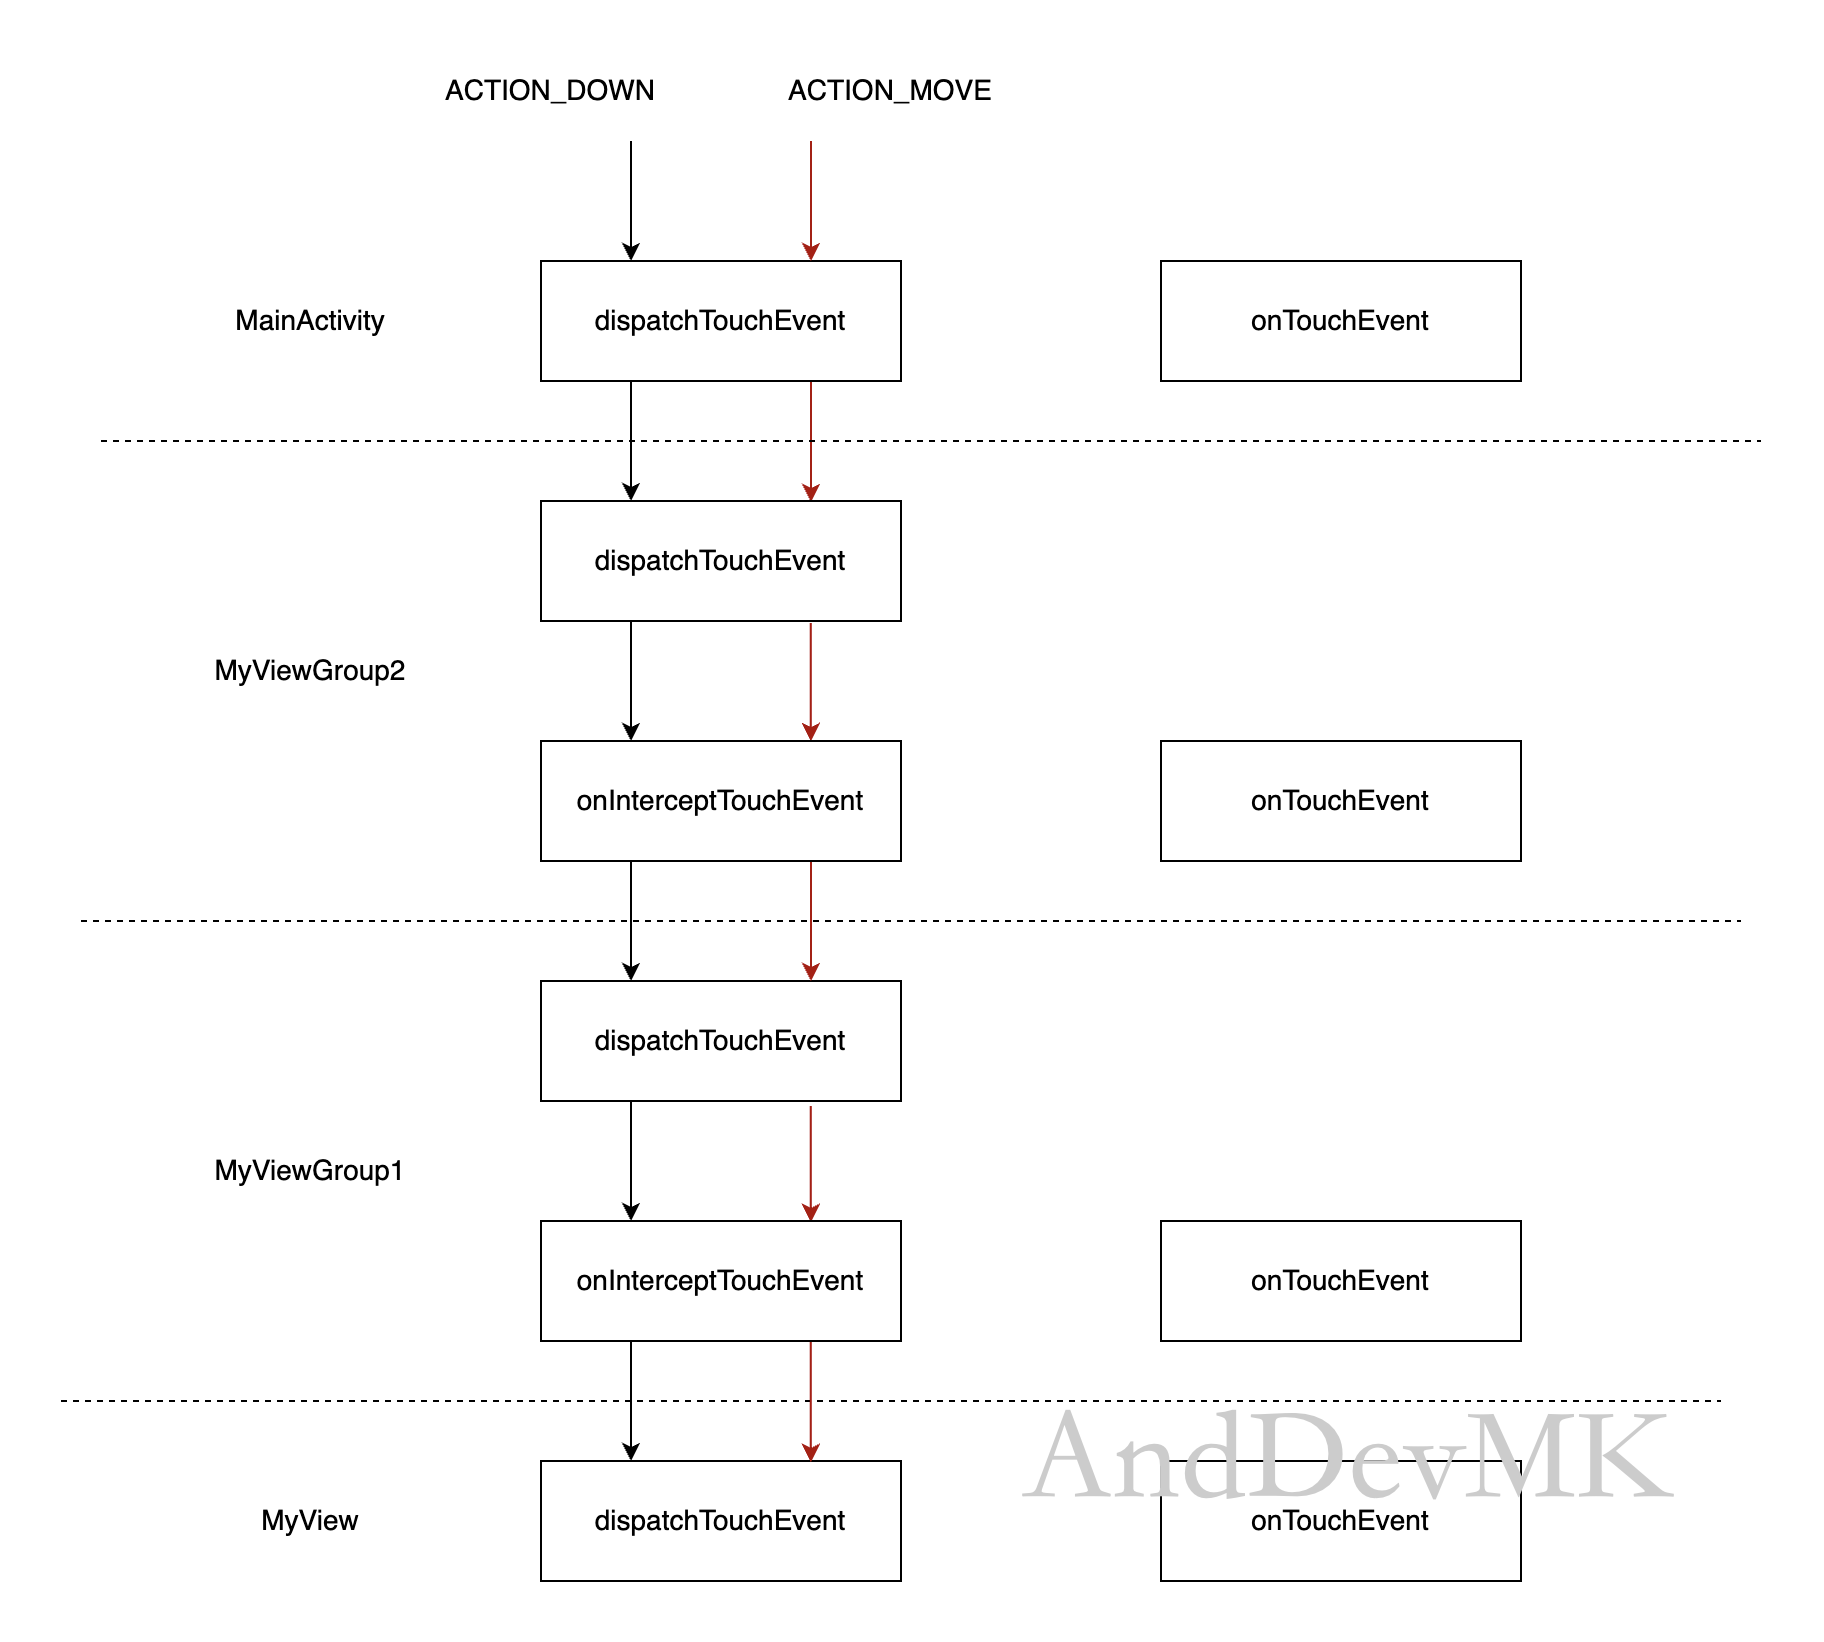 ACTION_DOWN ACTION_MOVE
MainActivity dispatchTouchEvent onTouchEvent
dispatchTouchEvent
MyViewGroup2
onInterceptTouchEvent onTouchEvent
dispatchTouchEvent
MyViewGroup1
onInterceptTouchEvent onTouchEvent
AndDevMK
MyView dispatchTouchEvent onTouchEvent